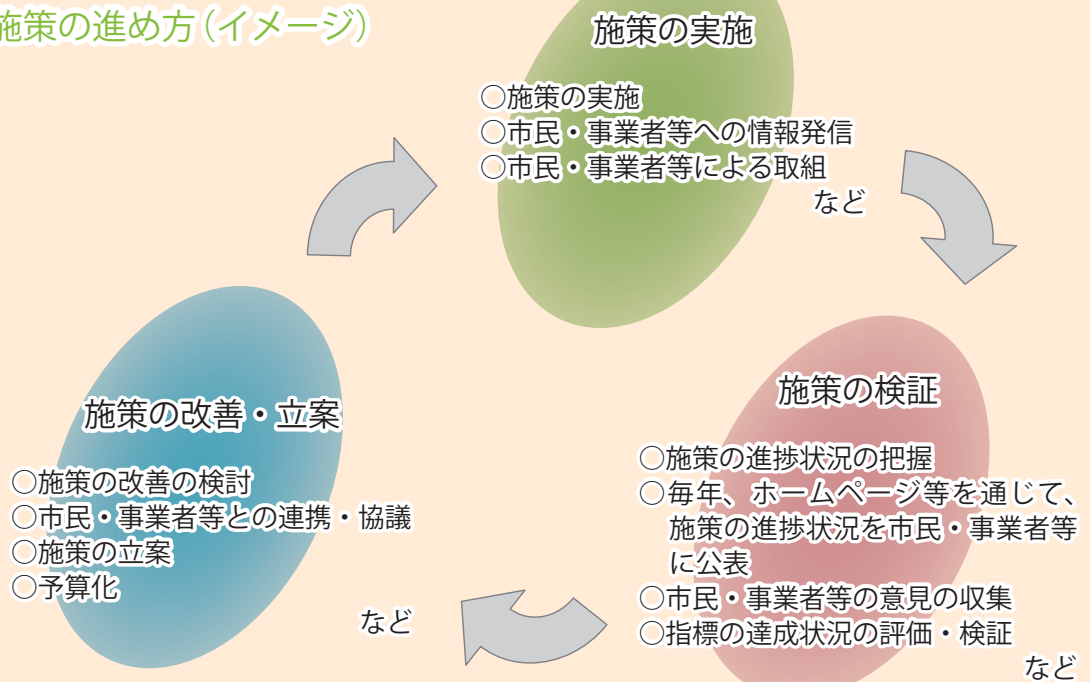 施策の進め方（イメージ）
施策の実施
○施策の実施
○市民・事業者等への情報発信
○市民・事業者等による取組
など
施策の検証
○施策の進捗状況の把握
○毎年、ホームページ等を通じて、
施策の進捗状況を市民・事業者等
に公表
○市民・事業者等の意見の収集
○指標の達成状況の評価・検証
など
施策の改善・立案
○施策の改善の検討
○市民・事業者等との連携・協議
○施策の立案
○予算化
など